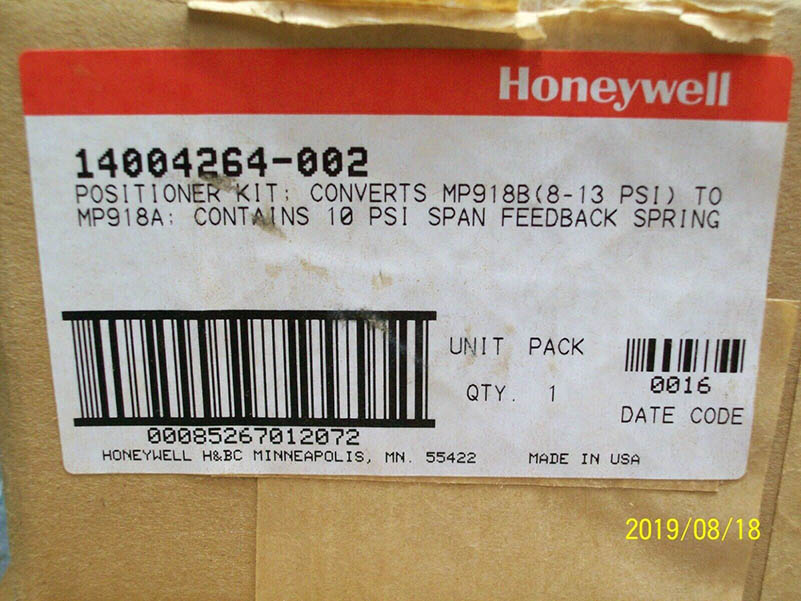 Honeywell
14004264-002
POSITIONER KIT: CONVERTS MP918B(8-13 PSI) TO
MP918A: CONTAINS 10 PSI SPAN FEEDBACK SPRING
UNIT PACK
QTY. 1
0016
DATE CODE
00085267012072
HONEYWELL H&BC MINNEAPOLIS, MN. 55422 MADE IN USA
2019/08/18